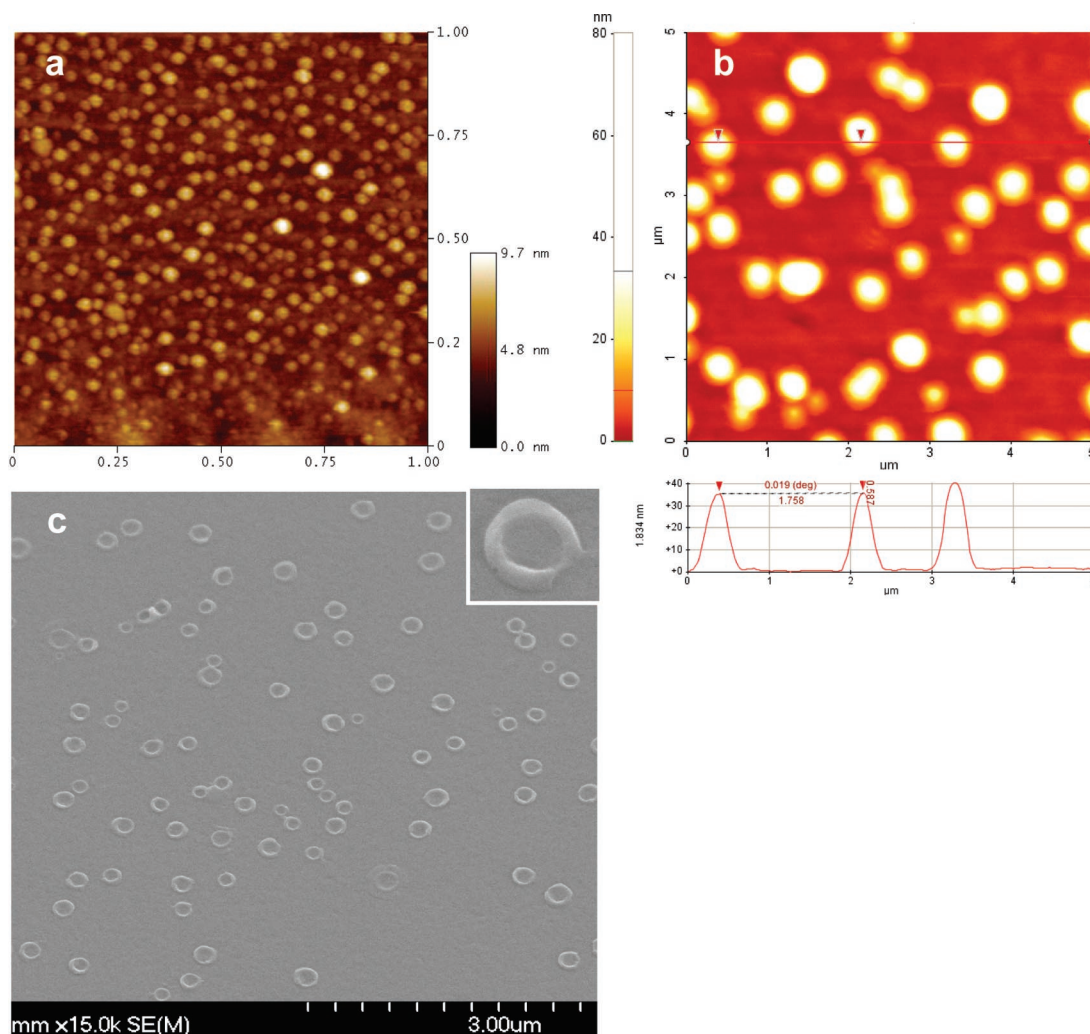 a
1.00
0.75
0.50
0.2
0
9.7 nm
4.8 nm
0.0 nm
0 0.25 0.50 0.75 1.00
nm
80
60
40
20
0
b
5
4
3
2
1
0
µm
0 1 2 3 4 5
µm
0.019 (deg)
1.758
0.587
+40
+30
+20
+10
+0
1.834 nm
0 1 2 3 4
µm
c
mm x15.0k SE(M) 3.00um